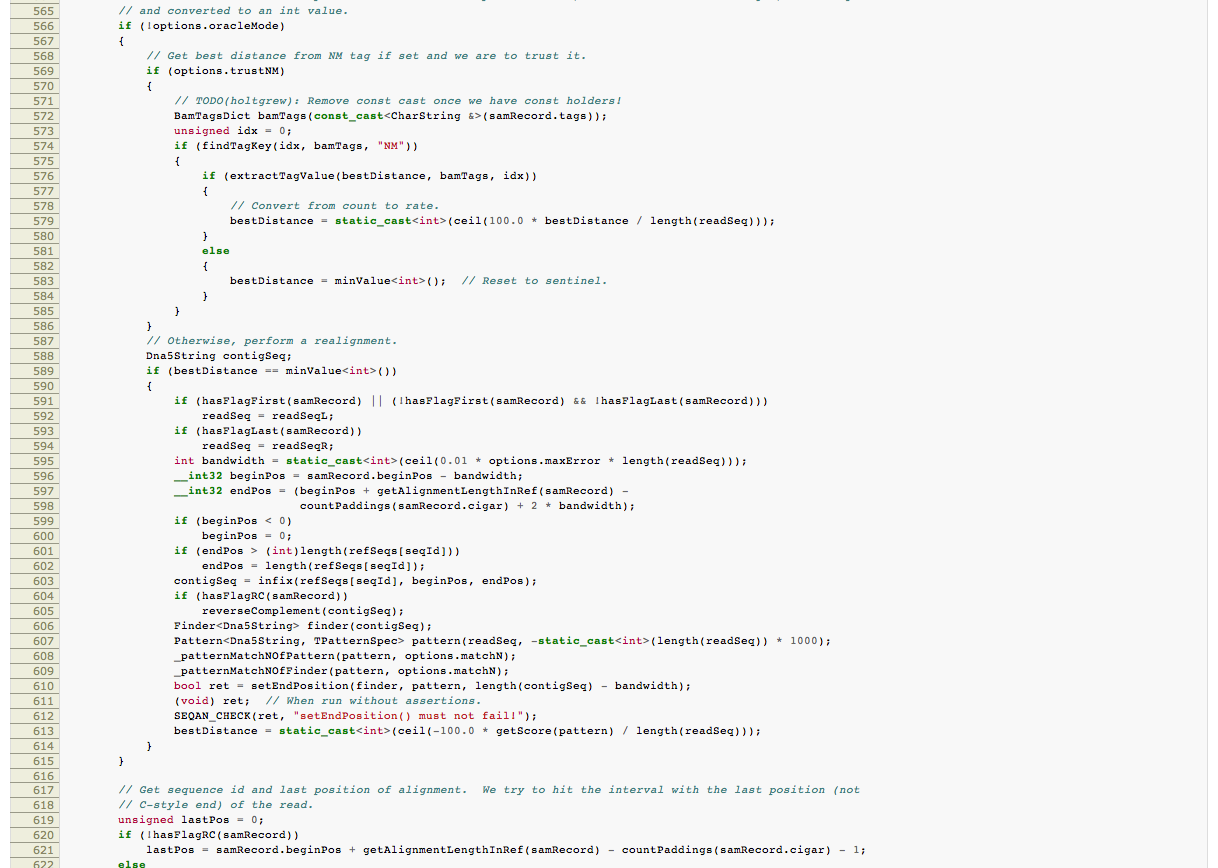 565 // and converted to an int value.
566 if (!options.oracleMode)
567 {
568 // Get best distance from NM tag if set and we are to trust it.
569 if (options.trustNM)
570 {
571 // TODO(holtgrew): Remove const cast once we have const holders!
572 BamTagsDict bamTags(const_cast<CharString &>(samRecord.tags));
573 unsigned idx = 0;
574 if (findTagKey(idx, bamTags, "NM"))
575 {
576 if (extractTagValue(bestDistance, bamTags, idx))
577 {
578 // Convert from count to rate.
579 bestDistance = static_cast<int>(ceil(100.0 * bestDistance / length(readSeq)));
580 }
581 else
582 {
583 bestDistance = minValue<int>();  // Reset to sentinel.
584 }
585 }
586 }
587 // Otherwise, perform a realignment.
588 Dna5String contigSeq;
589 if (bestDistance == minValue<int>())
590 {
591 if (hasFlagFirst(samRecord) || (!hasFlagFirst(samRecord) && !hasFlagLast(samRecord)))
592 readSeq = readSeqL;
593 if (hasFlagLast(samRecord))
594 readSeq = readSeqR;
595 int bandwidth = static_cast<int>(ceil(0.01 * options.maxError * length(readSeq)));
596 __int32 beginPos = samRecord.beginPos - bandwidth;
597 __int32 endPos = (beginPos + getAlignmentLengthInRef(samRecord) -
598 countPaddings(samRecord.cigar) + 2 * bandwidth);
599 if (beginPos < 0)
600 beginPos = 0;
601 if (endPos > (int)length(refSeqs[seqId]))
602 endPos = length(refSeqs[seqId]);
603 contigSeq = infix(refSeqs[seqId], beginPos, endPos);
604 if (hasFlagRC(samRecord))
605 reverseComplement(contigSeq);
606 Finder<Dna5String> finder(contigSeq);
607 Pattern<Dna5String, TPatternSpec> pattern(readSeq, -static_cast<int>(length(readSeq)) * 1000);
608 _patternMatchNOfPattern(pattern, options.matchN);
609 _patternMatchNOfFinder(pattern, options.matchN);
610 bool ret = setEndPosition(finder, pattern, length(contigSeq) - bandwidth);
611 (void) ret;  // When run without assertions.
612 SEQAN_CHECK(ret, "setEndPosition() must not fail!");
613 bestDistance = static_cast<int>(ceil(-100.0 * getScore(pattern) / length(readSeq)));
614 }
615 }
616
617 // Get sequence id and last position of alignment.  We try to hit the interval with the last position (not
618 // C-style end) of the read.
619 unsigned lastPos = 0;
620 if (!hasFlagRC(samRecord))
621 lastPos = samRecord.beginPos + getAlignmentLengthInRef(samRecord) - countPaddings(samRecord.cigar) - 1;
622 else